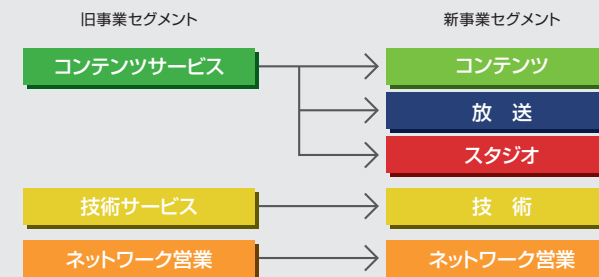 旧事業セグメント
新事業セグメント
コンテンツサービス
コンテンツ
放　送
スタジオ
技術サービス
技　術
ネットワーク営業
ネットワーク営業